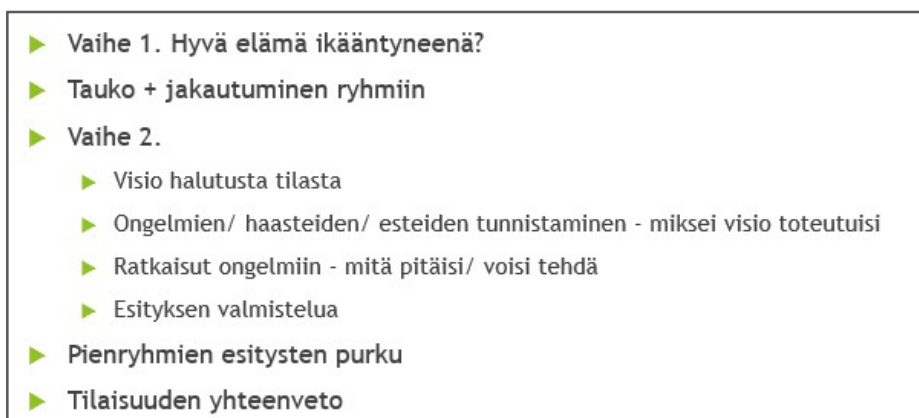 Vaihe 1. Hyvä elämä ikääntyneenä?
Tauko + jakautuminen ryhmiin
Vaihe 2.
Visio halutusta tilasta
Ongelmien/ haasteiden/ esteiden tunnistaminen - miksei visio toteutuisi
Ratkaisut ongelmiin - mitä pitäisi/ voisi tehdä
Esityksen valmistelua
Pienryhmien esitysten purku
Tilaisuuden yhteenveto